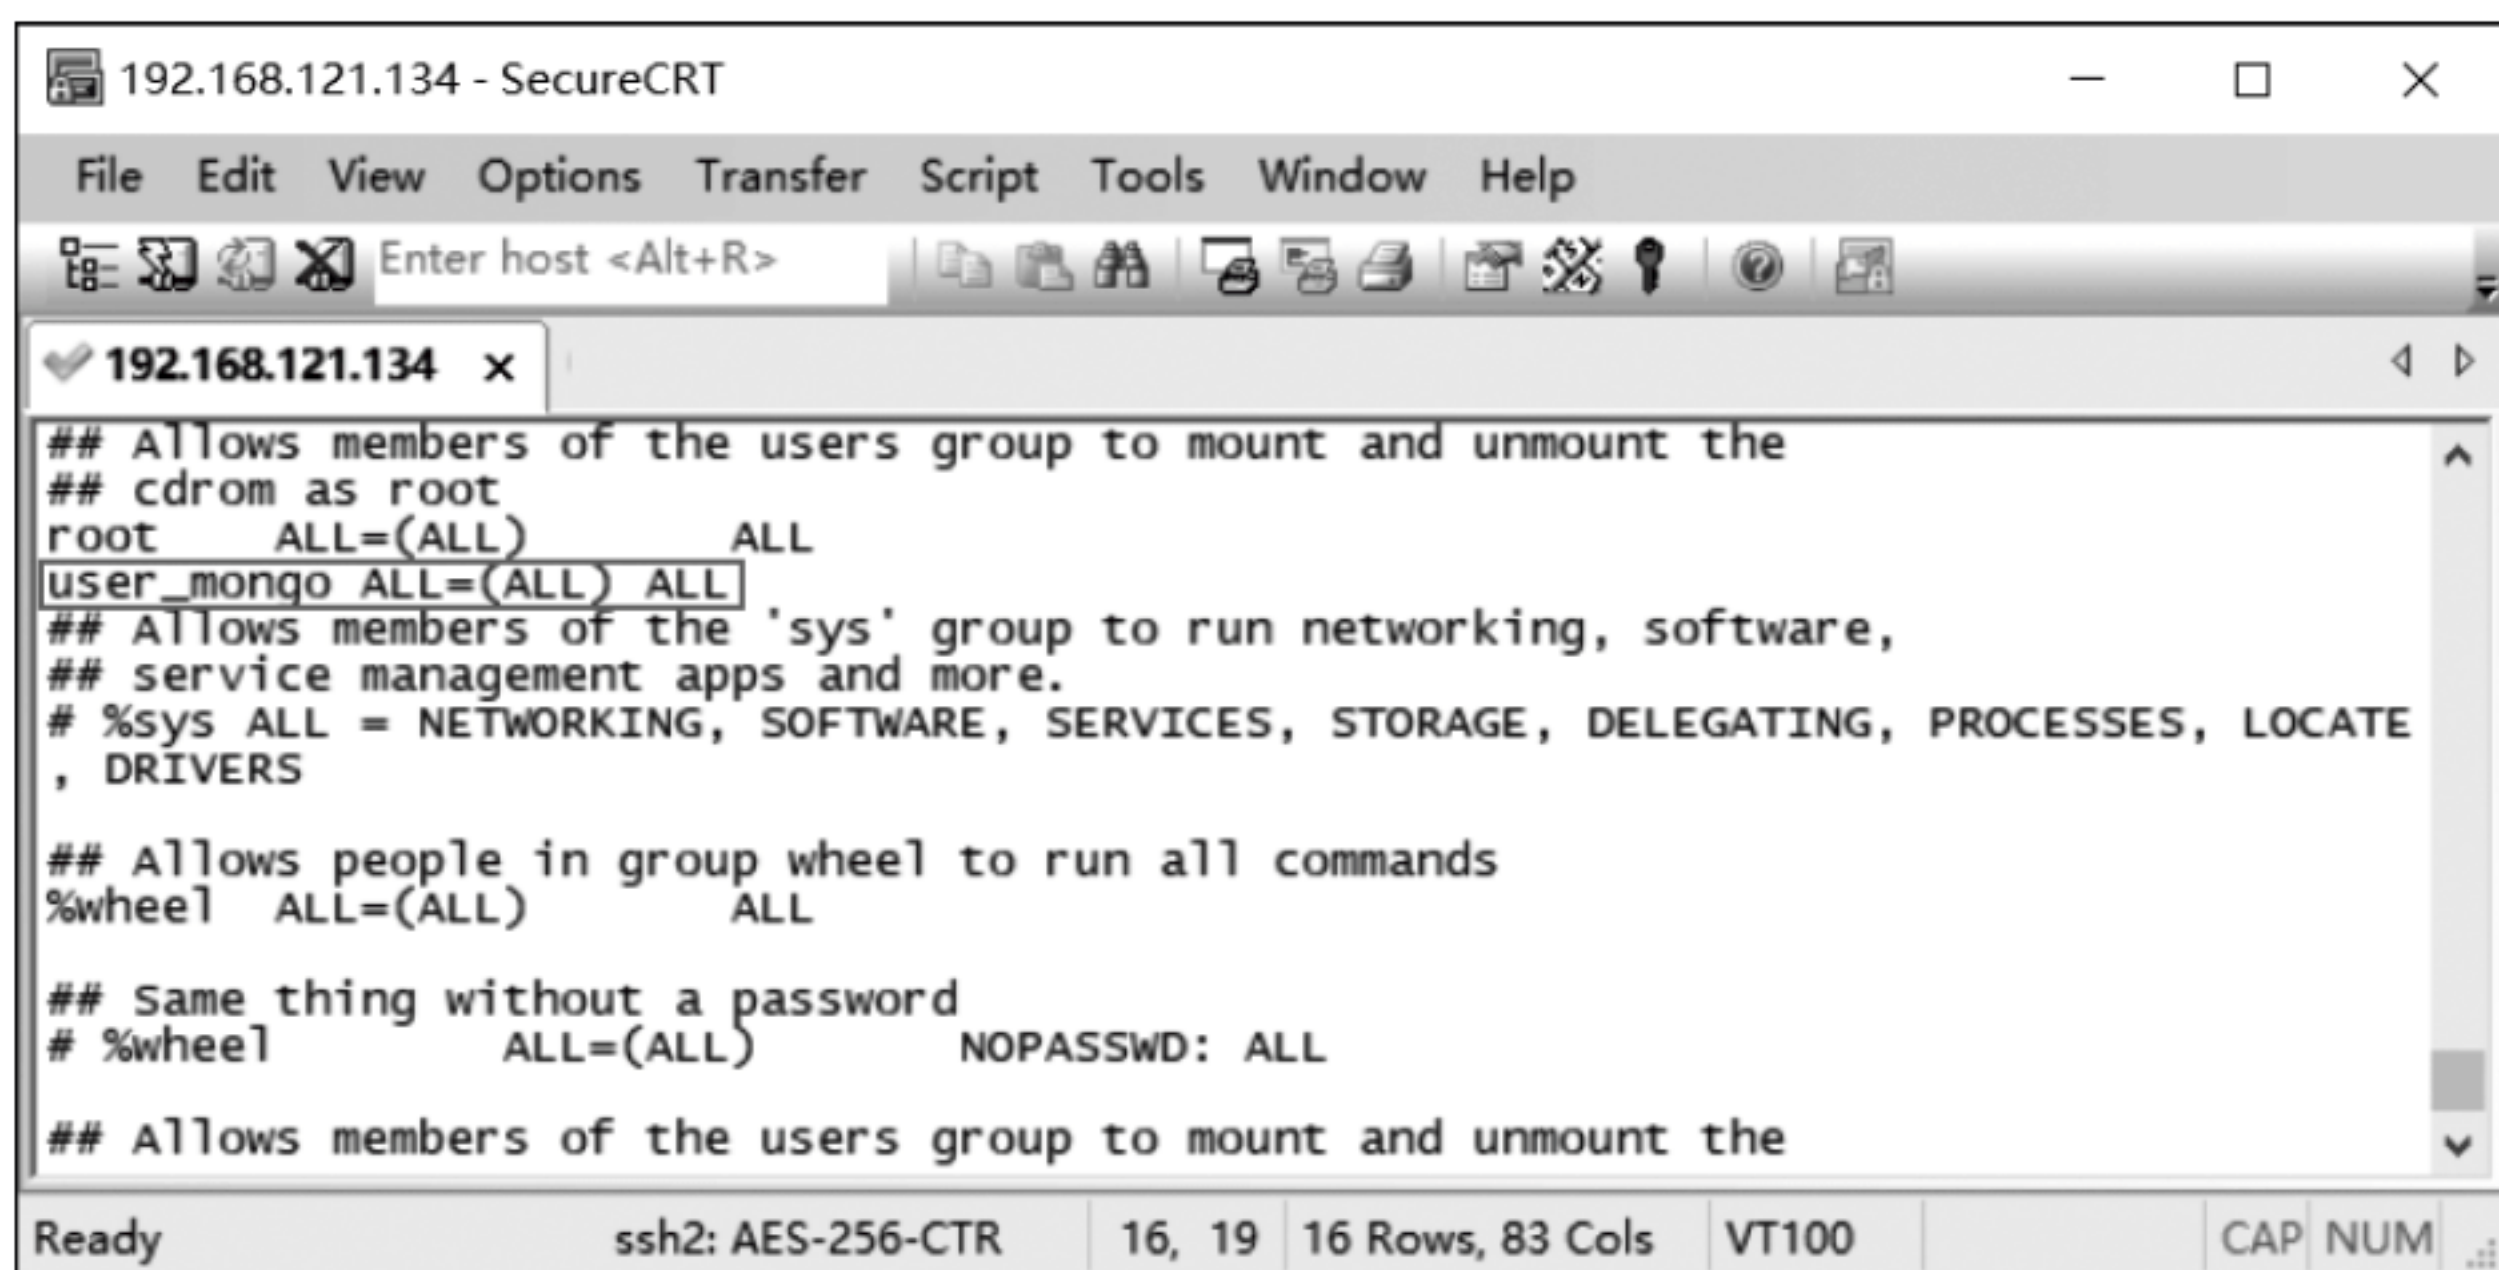 192.168.121.134 - SecureCRT
File Edit View Options Transfer Script Tools Window Help
Enter host <Alt+R>
192.168.121.134
## Allows members of the users group to mount and unmount the
## cdrom as root
root    ALL=(ALL)       ALL
user_mongo ALL=(ALL) ALL
## Allows members of the 'sys' group to run networking, software,
## service management apps and more.
# %sys ALL = NETWORKING, SOFTWARE, SERVICES, STORAGE, DELEGATING, PROCESSES, LOCATE
, DRIVERS
## Allows people in group wheel to run all commands
%wheel  ALL=(ALL)       ALL
## Same thing without a password
# %wheel        ALL=(ALL)       NOPASSWD: ALL
## Allows members of the users group to mount and unmount the
Ready ssh2: AES-256-CTR 16, 19 16 Rows, 83 Cols VT100 CAP NUM